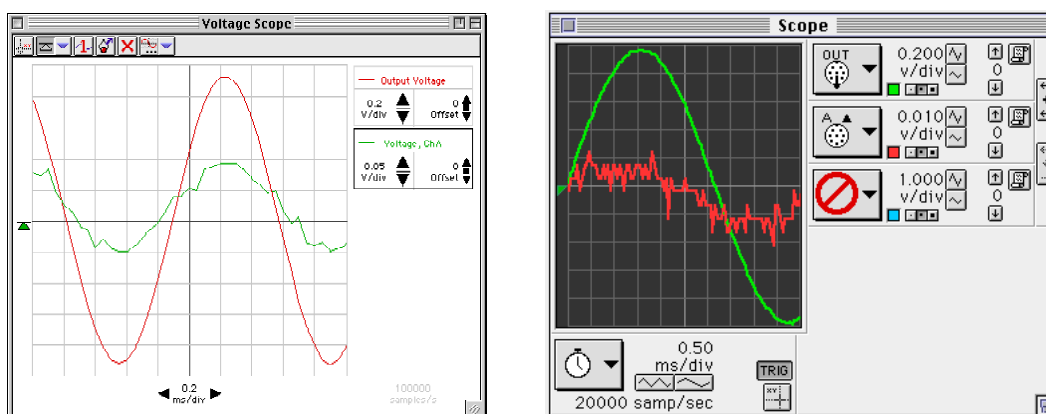 Voltage Scope
Output Voltage
0.2
V/div
0
Offset
Voltage, ChA
0.05
V/div
0
Offset
0.2
ms/div
100000
samples/s
Scope
OUT
0.200
v/div
0
A
0.010
v/div
0
1.000
v/div
0
0.50
ms/div
TRIG
XY
20000 samp/sec